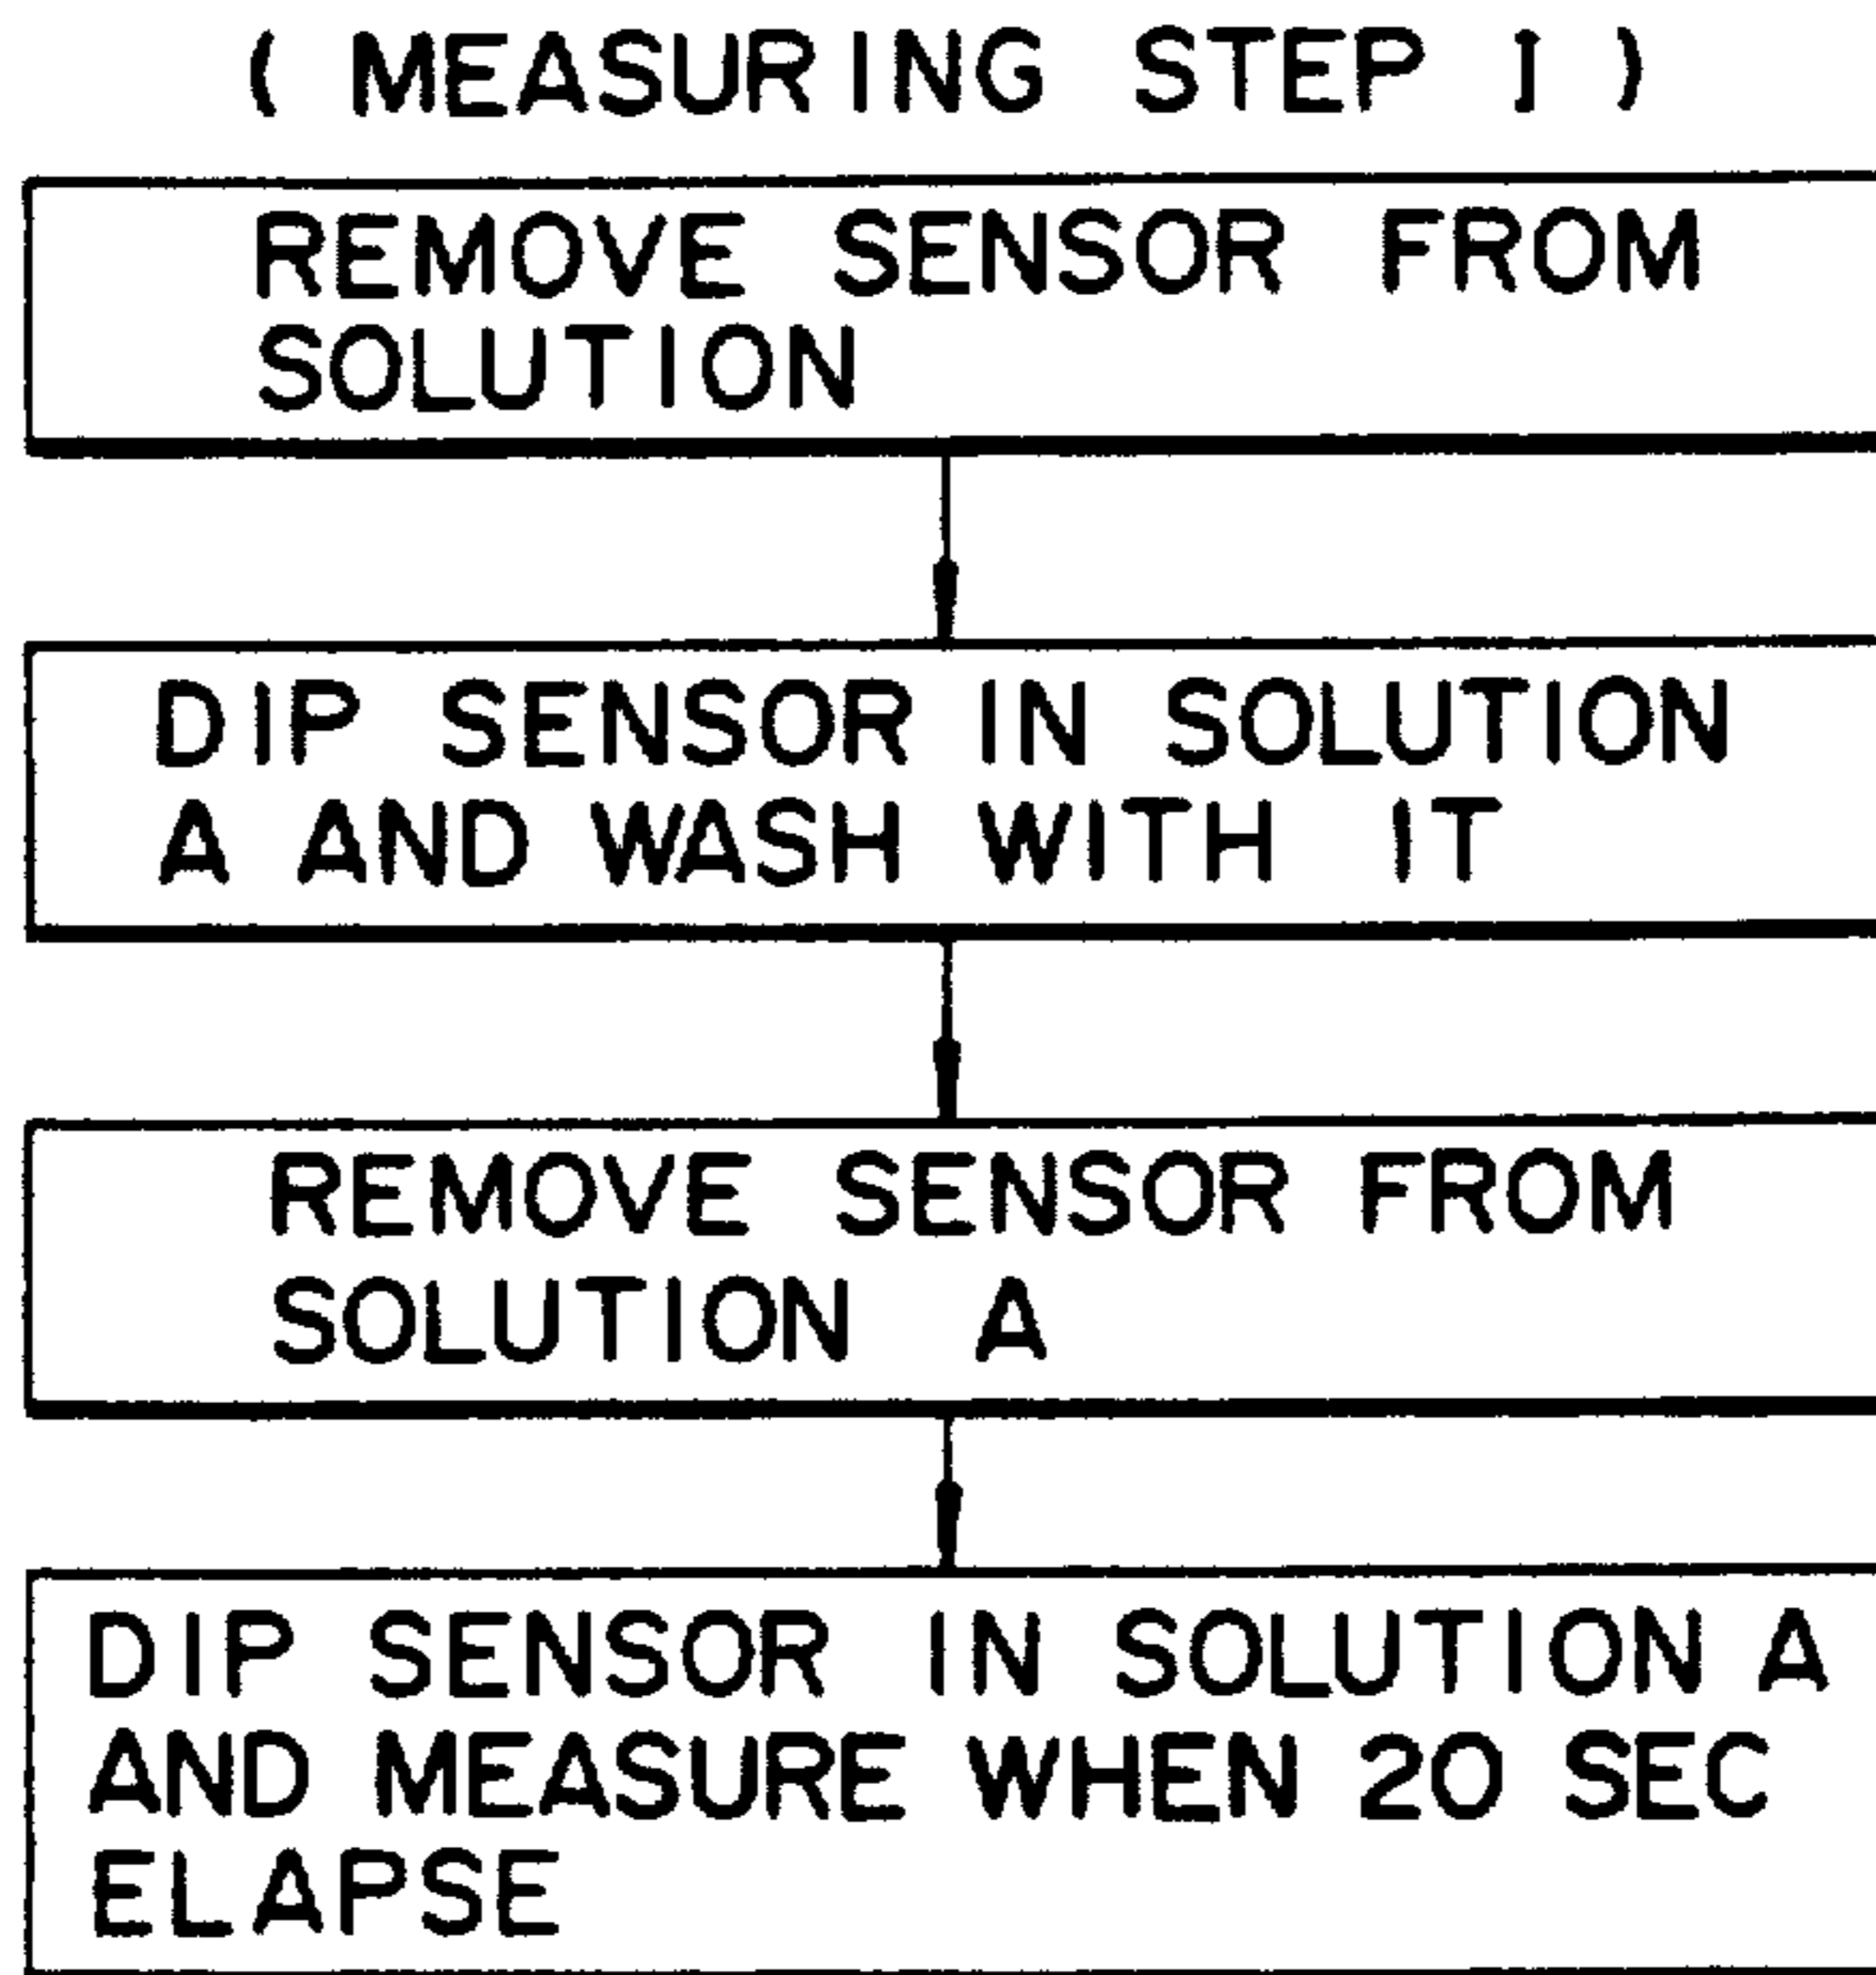 ( MEASURING STEP I )
REMOVE SENSOR FROM
SOLUTION
DIP SENSOR IN SOLUTION
A AND WASH WITH IT
REMOVE SENSOR FROM
SOLUTION A
DIP SENSOR IN SOLUTION A
AND MEASURE WHEN 20 SEC
ELAPSE